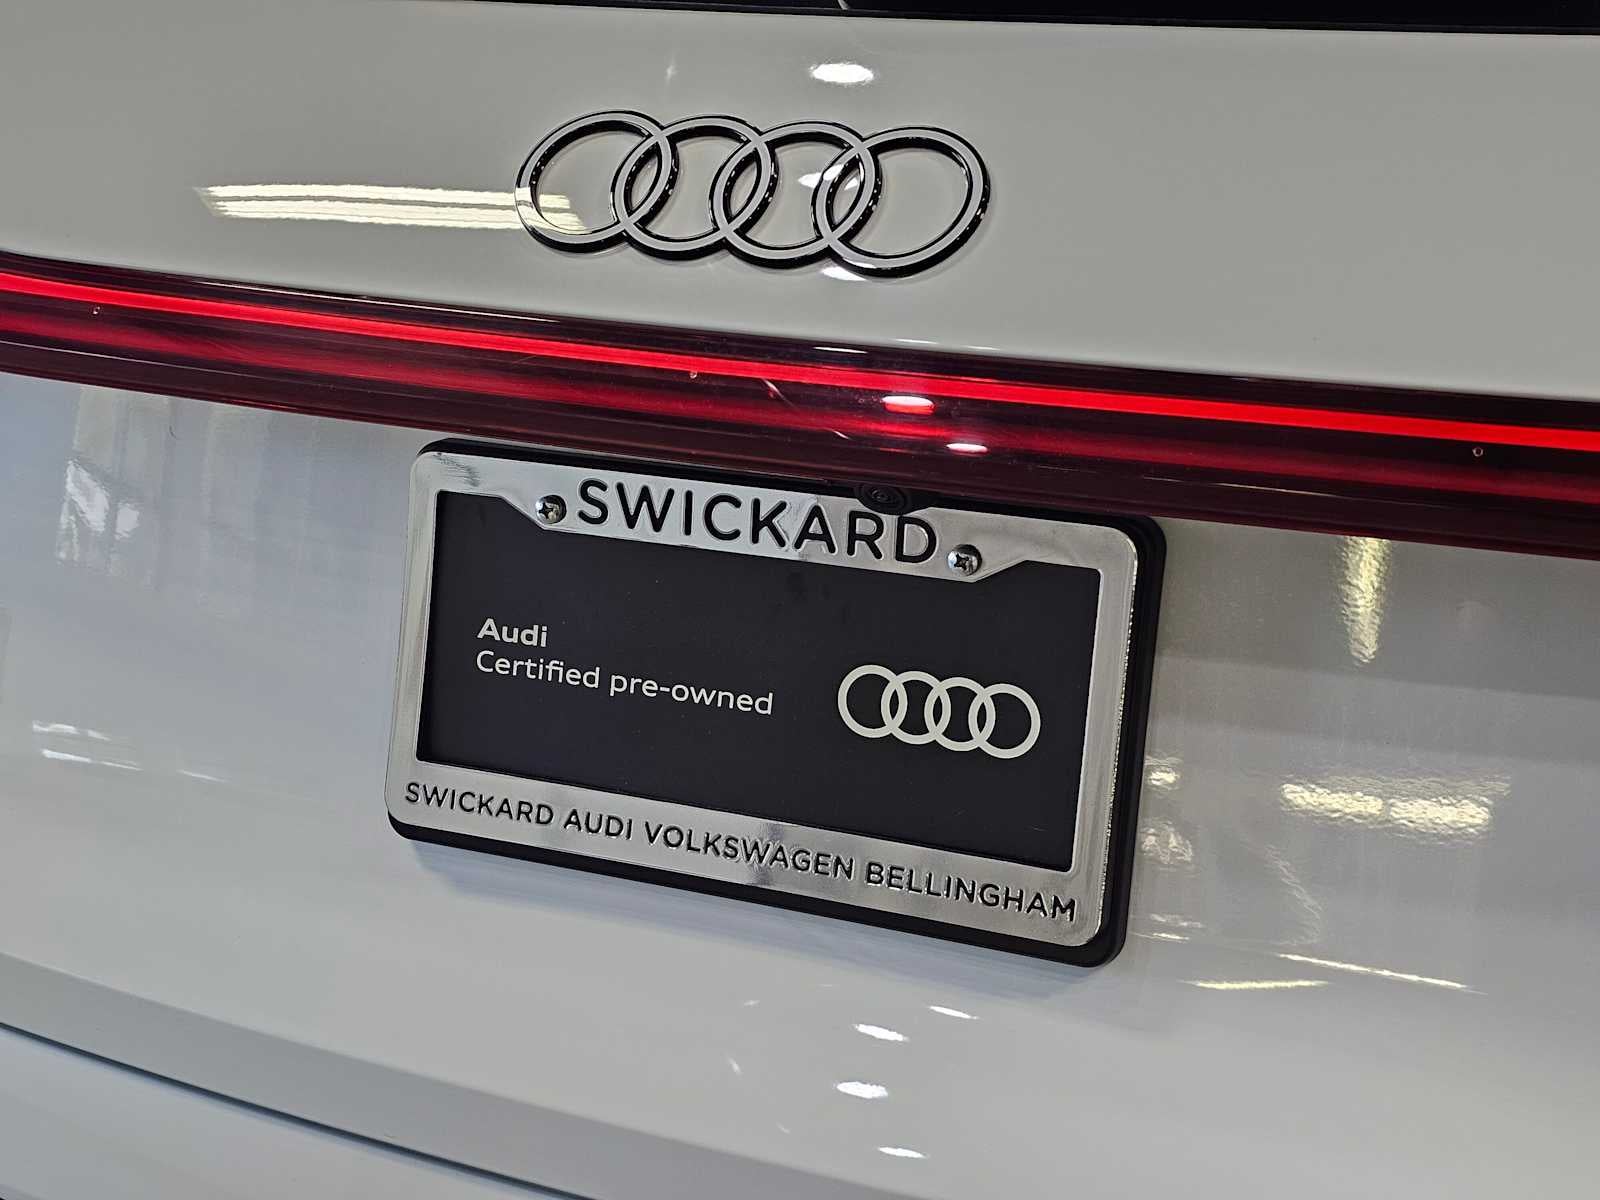 SWICKARD
Audi
Certified pre-owned
SWICKARD AUDI VOLKSWAGEN BELLINGHAM